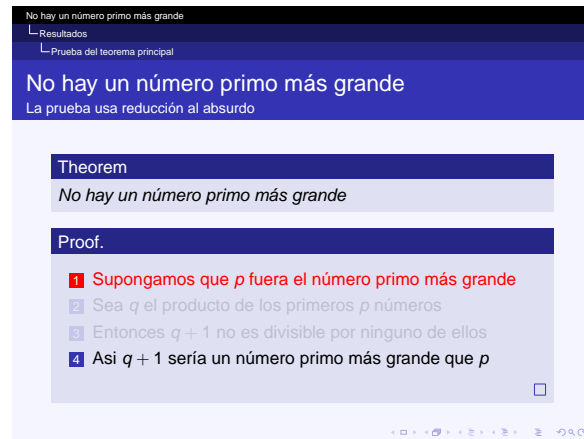 No hay un número primo más grande
Resultados
Prueba del teorema principal
No hay un número primo más grande
La prueba usa reducción al absurdo
Theorem
No hay un número primo más grande
Proof.
1 Supongamos que p fuera el número primo más grande
2 Sea q el producto de los primeros p números
3 Entonces q + 1 no es divisible por ninguno de ellos
4 Asi q + 1 sería un número primo más grande que p